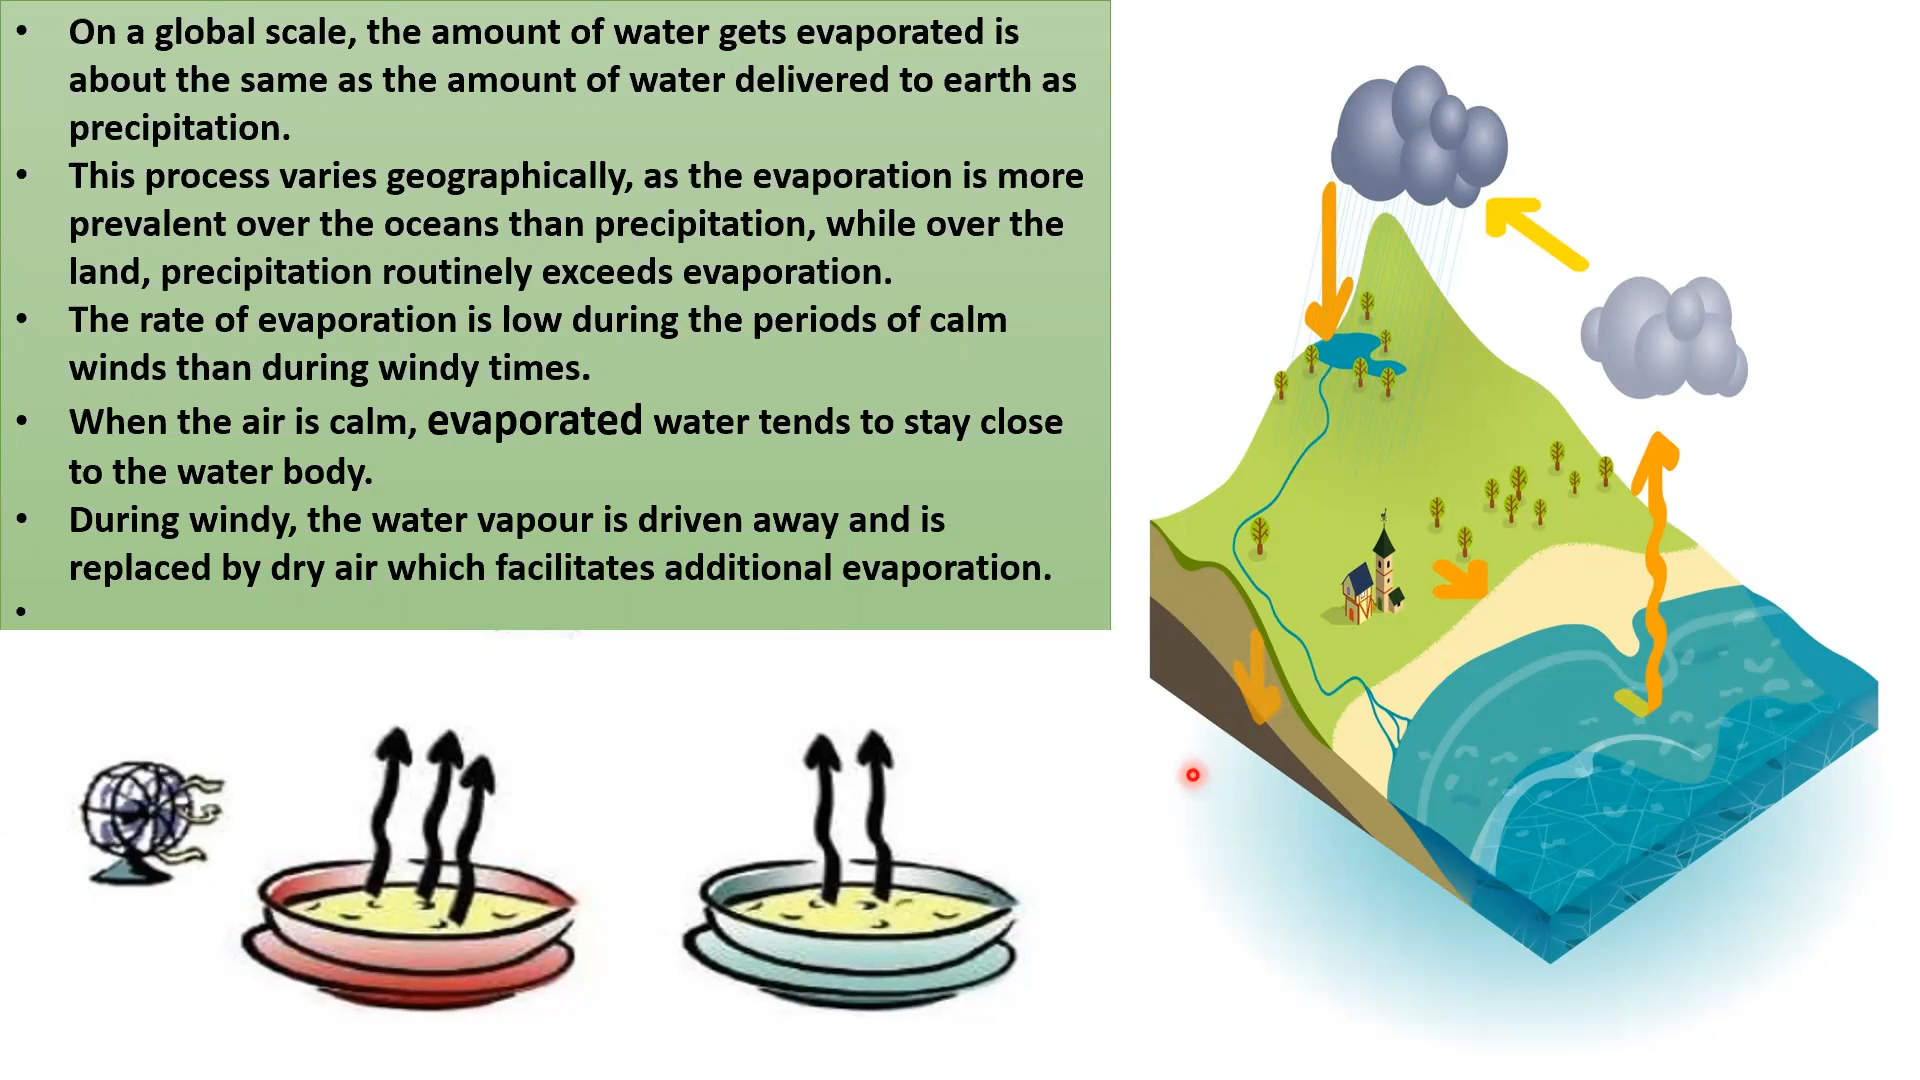 • On a global scale, the amount of water gets evaporated is
about the same as the amount of water delivered to earth as
precipitation.
• This process varies geographically, as the evaporation is more
prevalent over the oceans than precipitation, while over the
land, precipitation routinely exceeds evaporation.
• The rate of evaporation is low during the periods of calm
winds than during windy times.
• When the air is calm, evaporated water tends to stay close
to the water body.
• During windy, the water vapour is driven away and is
replaced by dry air which facilitates additional evaporation.
•